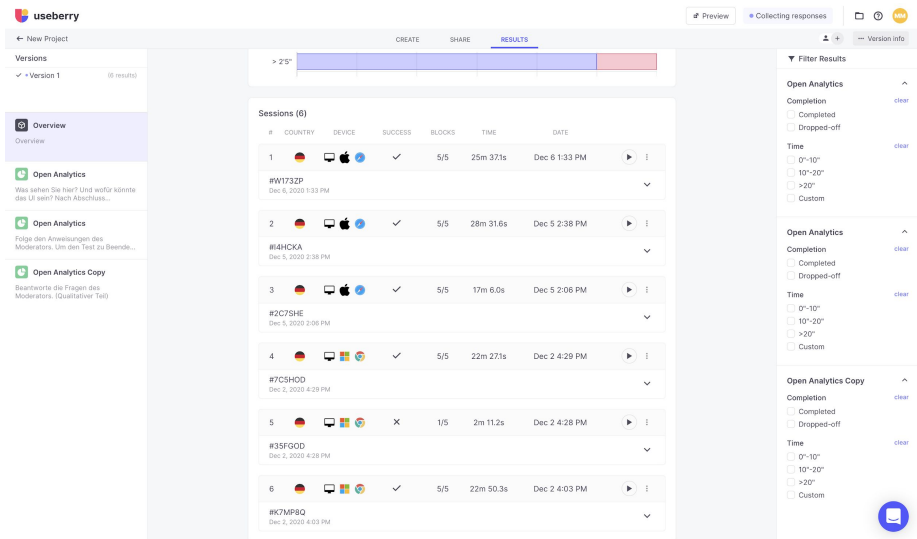 useberry
Preview
Collecting responses
MM
New Project
CREATE
SHARE
RESULTS
Version info
Versions
Version 1
(6 results)
Overview
Overview
Open Analytics
Was sehen Sie hier? Und wofür könnte
das UI sein? Nach Abschluss...
Open Analytics
Folge den Anweisungen des
Moderators. Um den Test zu Beende...
Open Analytics Copy
Beantworte die Fragen des
Moderators. (Qualitativer Teil)
> 2'5"
Sessions (6)
# COUNTRY DEVICE SUCCESS BLOCKS TIME DATE
1 5/5 25m 37.1s Dec 6 1:33 PM
#W173ZP
Dec 6, 2020 1:33 PM
2 5/5 28m 31.6s Dec 5 2:38 PM
#I4HCKA
Dec 5, 2020 2:38 PM
3 5/5 17m 6.0s Dec 5 2:06 PM
#2C7SHE
Dec 5, 2020 2:06 PM
4 5/5 22m 27.1s Dec 2 4:29 PM
#7C5HOD
Dec 2, 2020 4:29 PM
5 1/5 2m 11.2s Dec 2 4:28 PM
#35FGOD
Dec 2, 2020 4:28 PM
6 5/5 22m 50.3s Dec 2 4:03 PM
#K7MP8Q
Dec 2, 2020 4:03 PM
Filter Results
Open Analytics
Completion clear
Completed
Dropped-off
Time clear
0"-10"
10"-20"
>20"
Custom
Open Analytics
Completion clear
Completed
Dropped-off
Time clear
0"-10"
10"-20"
>20"
Custom
Open Analytics Copy
Completion clear
Completed
Dropped-off
Time clear
0"-10"
10"-20"
>20"
Custom